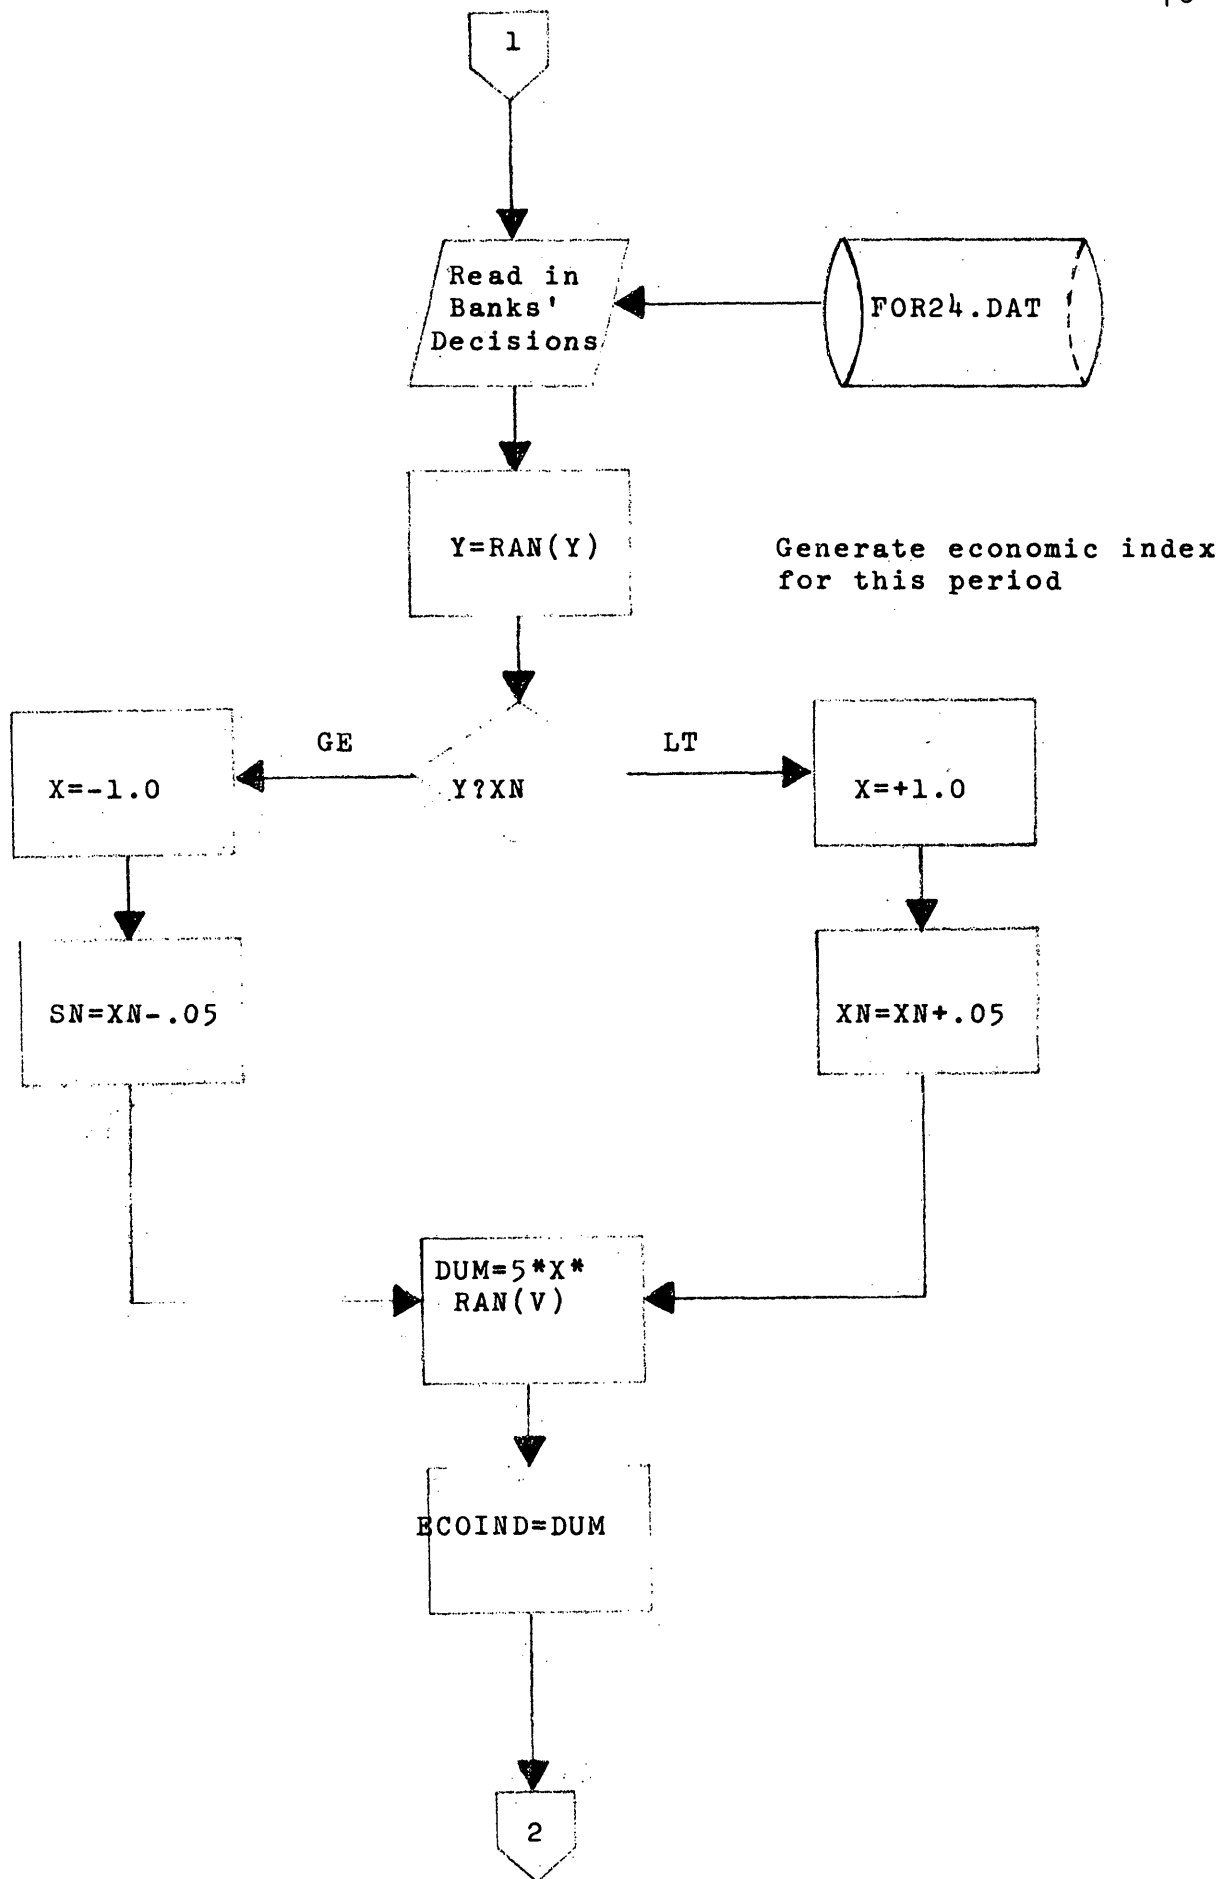 1
Read in
Banks'
Decisions
FOR24.DAT
Y=RAN(Y)
Generate economic index
for this period
GE
LT
X=-1.0
Y?XN
X=+1.0
SN=XN-.05
XN=XN+.05
DUM=5*X*
RAN(V)
ECOIND=DUM
2